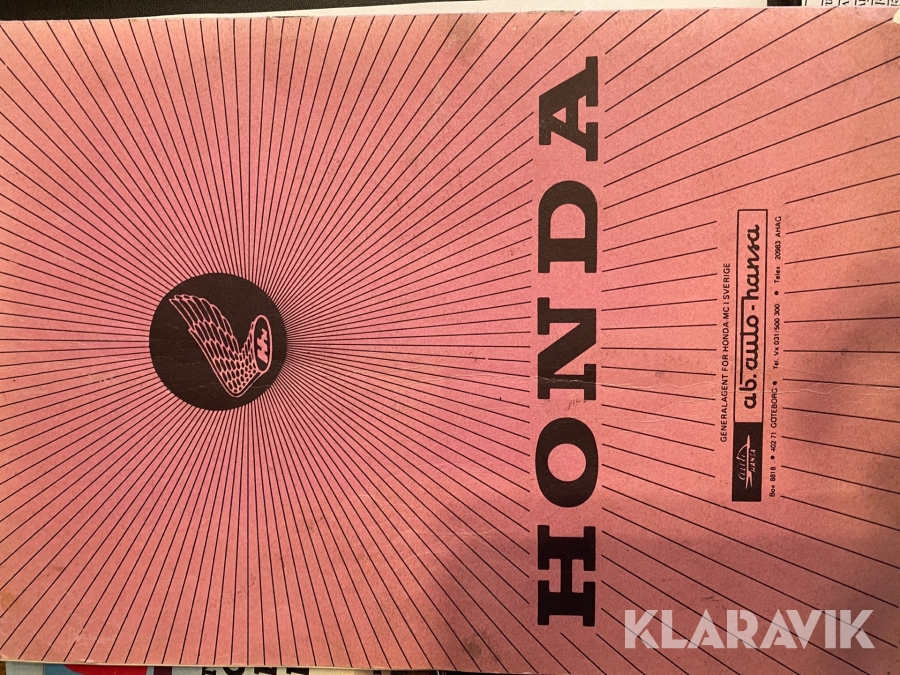 HM
HONDA
GENERALAGENT FÖR HONDA-MC I SVERIGE
ab. auto-hansa
Box 8818 • 402 71 GÖTEBORG • Tel. Vx 031/500 300 • Telex 20983 AHAG
KLARAVIK